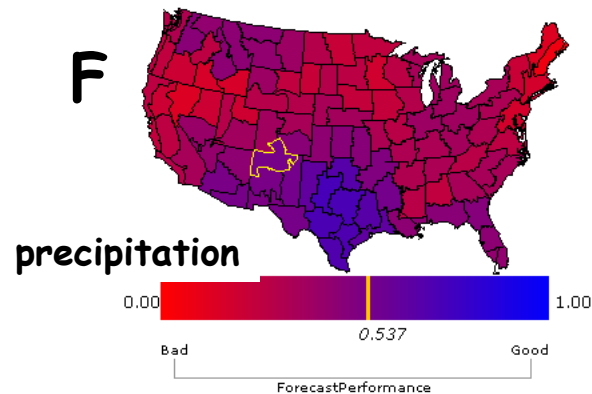 F
precipitation
0.00 1.00
0.537
Bad Good
ForecastPerformance